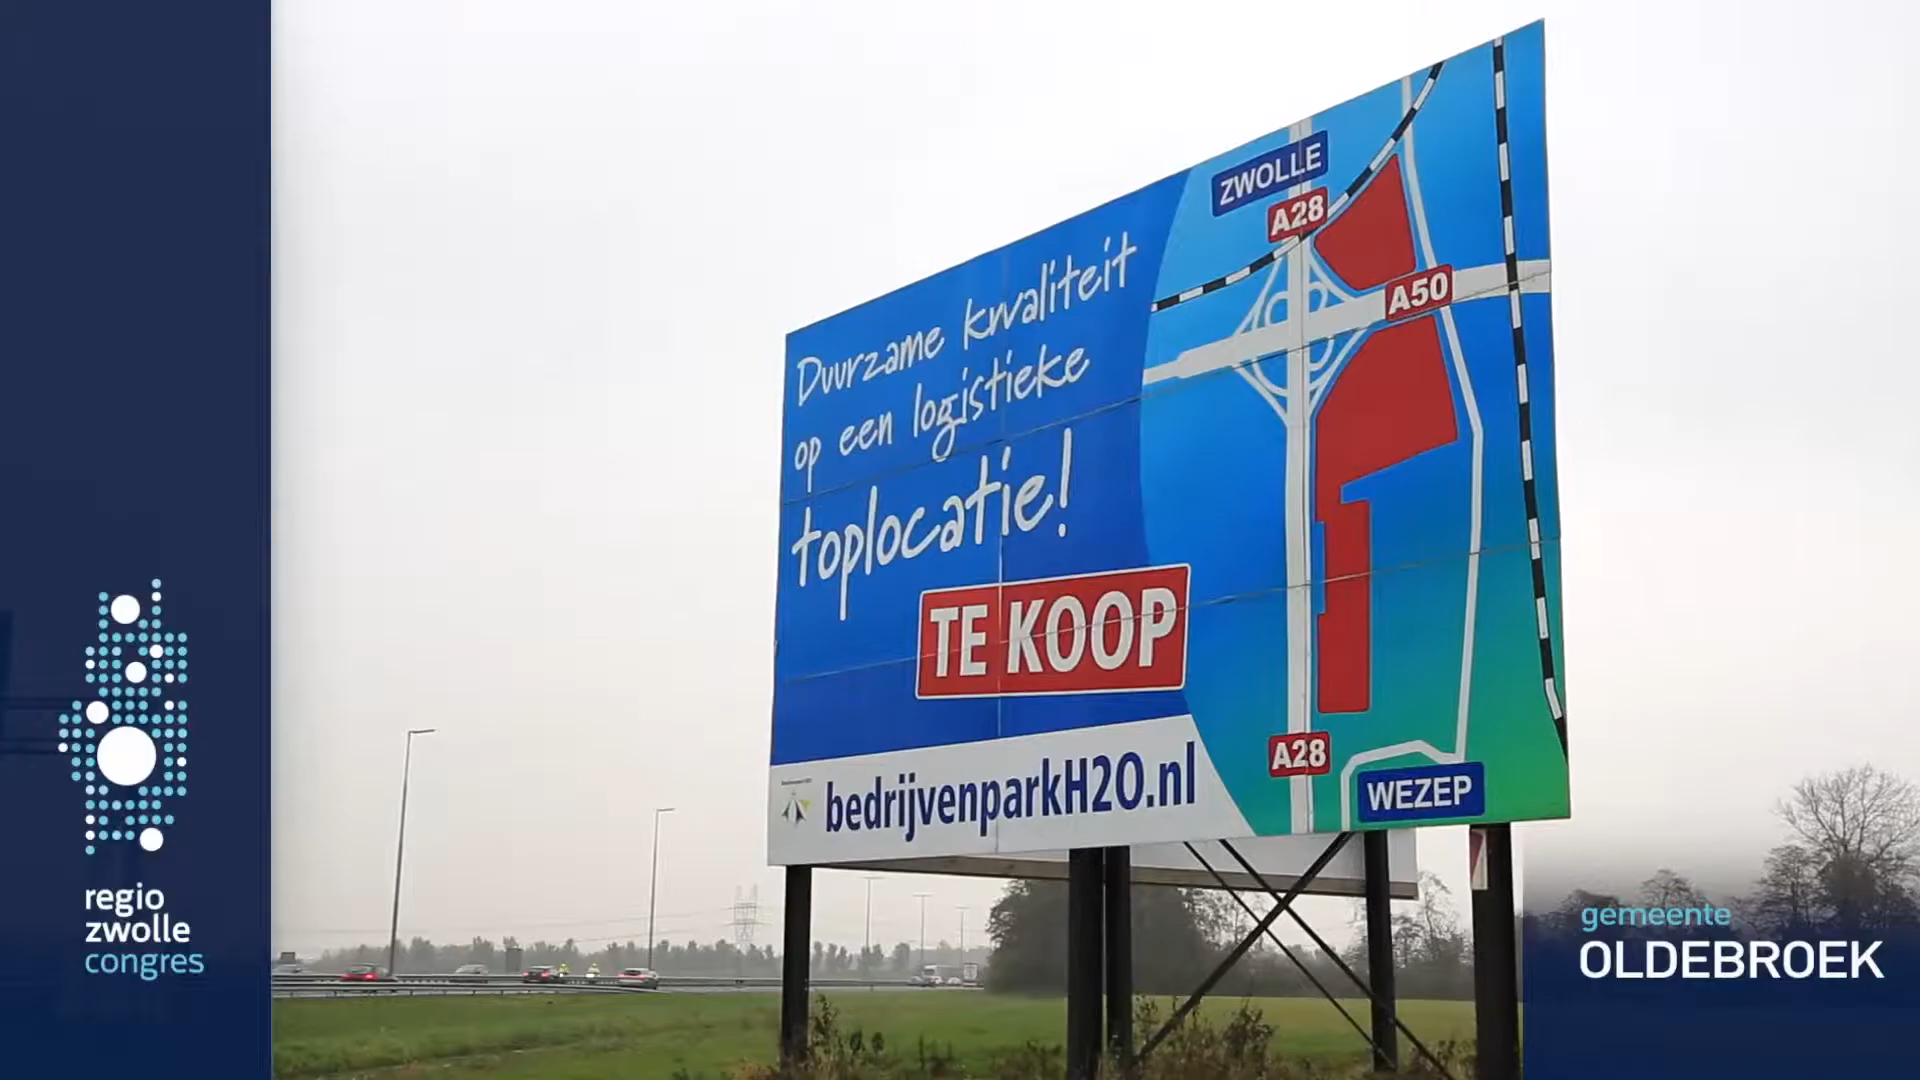 Duurzame kwaliteit
op een logistieke
toplocatie!
TE KOOP
bedrijvenparkH2O.nl
ZWOLLE
A28
A50
A28
WEZEP
regio
zwolle
congres
gemeente
OLDEBROEK